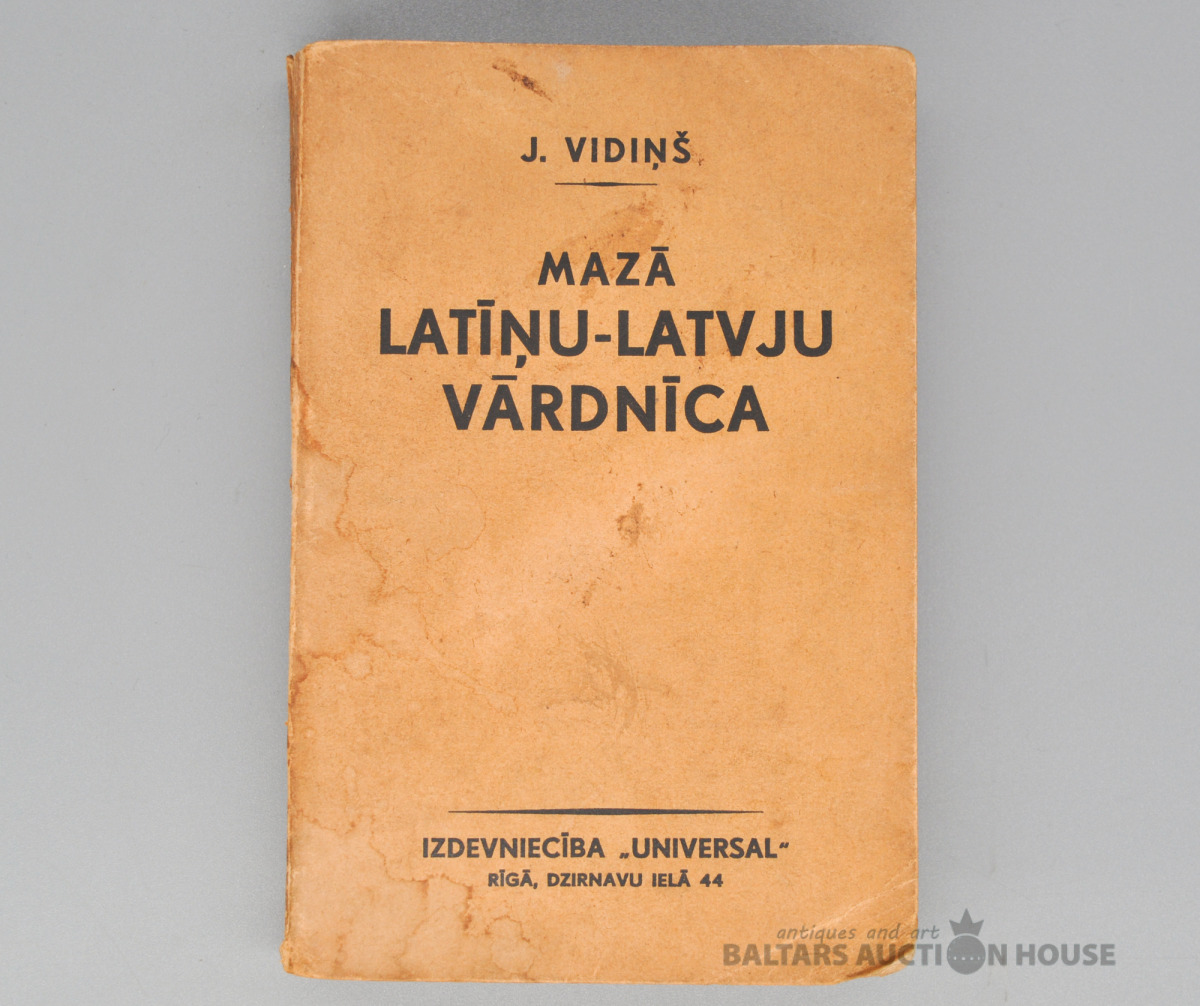 J. VIDIŅŠ
MAZĀ
LATĪŅU-LATVJU
VĀRDNĪCA
IZDEVNIECĪBA „UNIVERSAL“
RĪGĀ, DZIRNAVU IELĀ 44
antiques and art
BALTARS AUCTION HOUSE